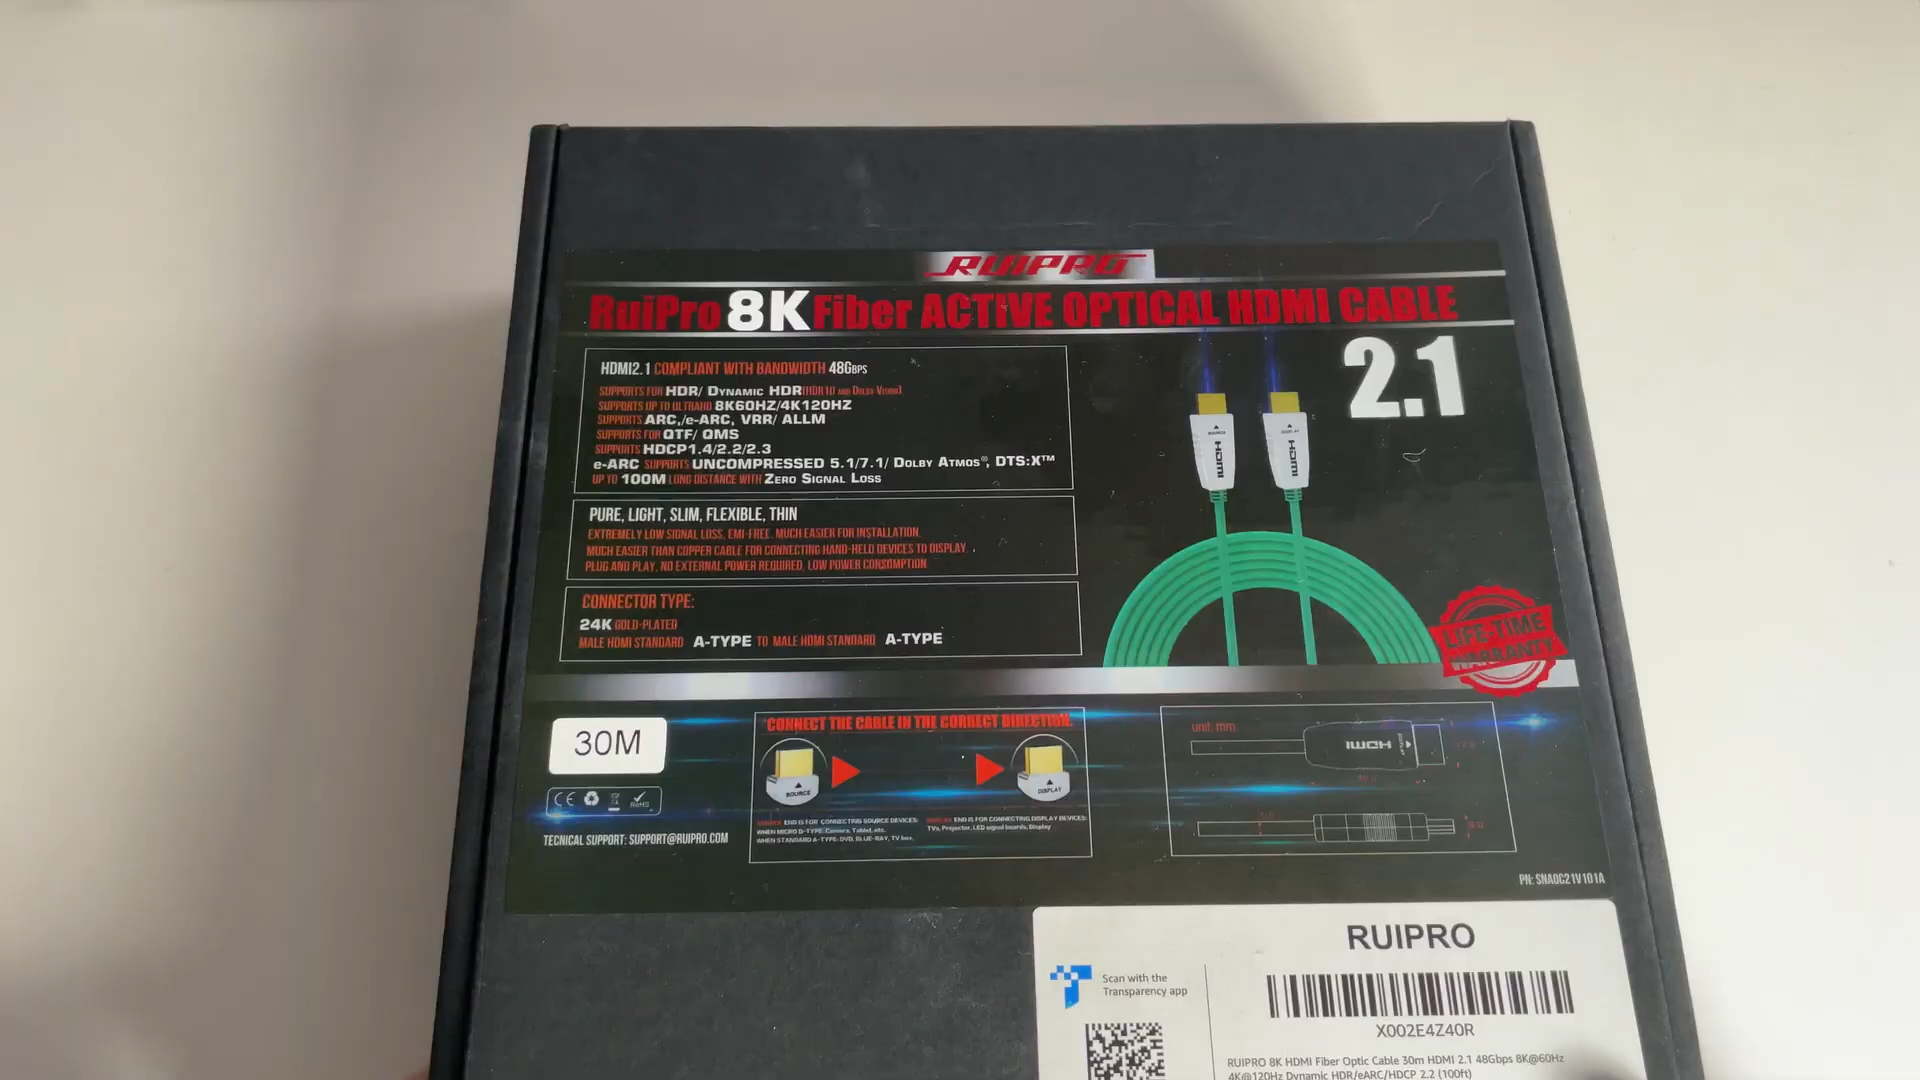 RUIPRO
RuiPro 8K Fiber ACTIVE OPTICAL HDMI CABLE
2.1
HDMI2.1 COMPLIANT WITH BANDWIDTH 48GBPS
SUPPORTS FOR HDR/ DYNAMIC HDR(HDR10 AND DOLBY VISION)
SUPPORTS UP TO ULTRAHD 8K60HZ/4K120HZ
SUPPORTS ARC,/e-ARC, VRR/ ALLM
SUPPORTS FOR QTF/ QMS
SUPPORTS HDCP1.4/2.2/2.3
e-ARC SUPPORTS UNCOMPRESSED 5.1/7.1/ DOLBY ATMOS®, DTS:X™
UP TO 100M LONG DISTANCE WITH ZERO SIGNAL LOSS
SOURCE
HDMI
DISPLAY
HDMI
PURE, LIGHT, SLIM, FLEXIBLE, THIN
EXTREMELY LOW SIGNAL LOSS, EMI-FREE. MUCH EASIER FOR INSTALLATION.
MUCH EASIER THAN COPPER CABLE FOR CONNECTING HAND-HELD DEVICES TO DISPLAY.
PLUG AND PLAY, NO EXTERNAL POWER REQUIRED, LOW POWER CONSUMPTION
CONNECTOR TYPE:
24K GOLD-PLATED
MALE HDMI STANDARD A-TYPE TO MALE HDMI STANDARD A-TYPE
LIFE-TIME
WARRANTY
30M
CE RoHS
TECNICAL SUPPORT: SUPPORT@RUIPRO.COM
CONNECT THE CABLE IN THE CORRECT DIRECTION.
SOURCE
DISPLAY
SOURCE END IS FOR CONNECTING SOURCE DEVICES:
WHEN MICRO D-TYPE: Camera, Tablet, etc.
WHEN STANDARD A-TYPE: DVD, BLUE-RAY, TV box.
END IS FOR CONNECTING DISPLAY DEVICES:
TVs, Projector, LED signal boards, Display
unit: mm
HDMI
DISPLAY
PN: SNAOC21V101A
RUIPRO
Scan with the
Transparency app
X002E4Z40R
RUIPRO 8K HDMI Fiber Optic Cable 30m HDMI 2.1 48Gbps 8K@60Hz
4K@120Hz Dynamic HDR/eARC/HDCP 2.2 (100ft)